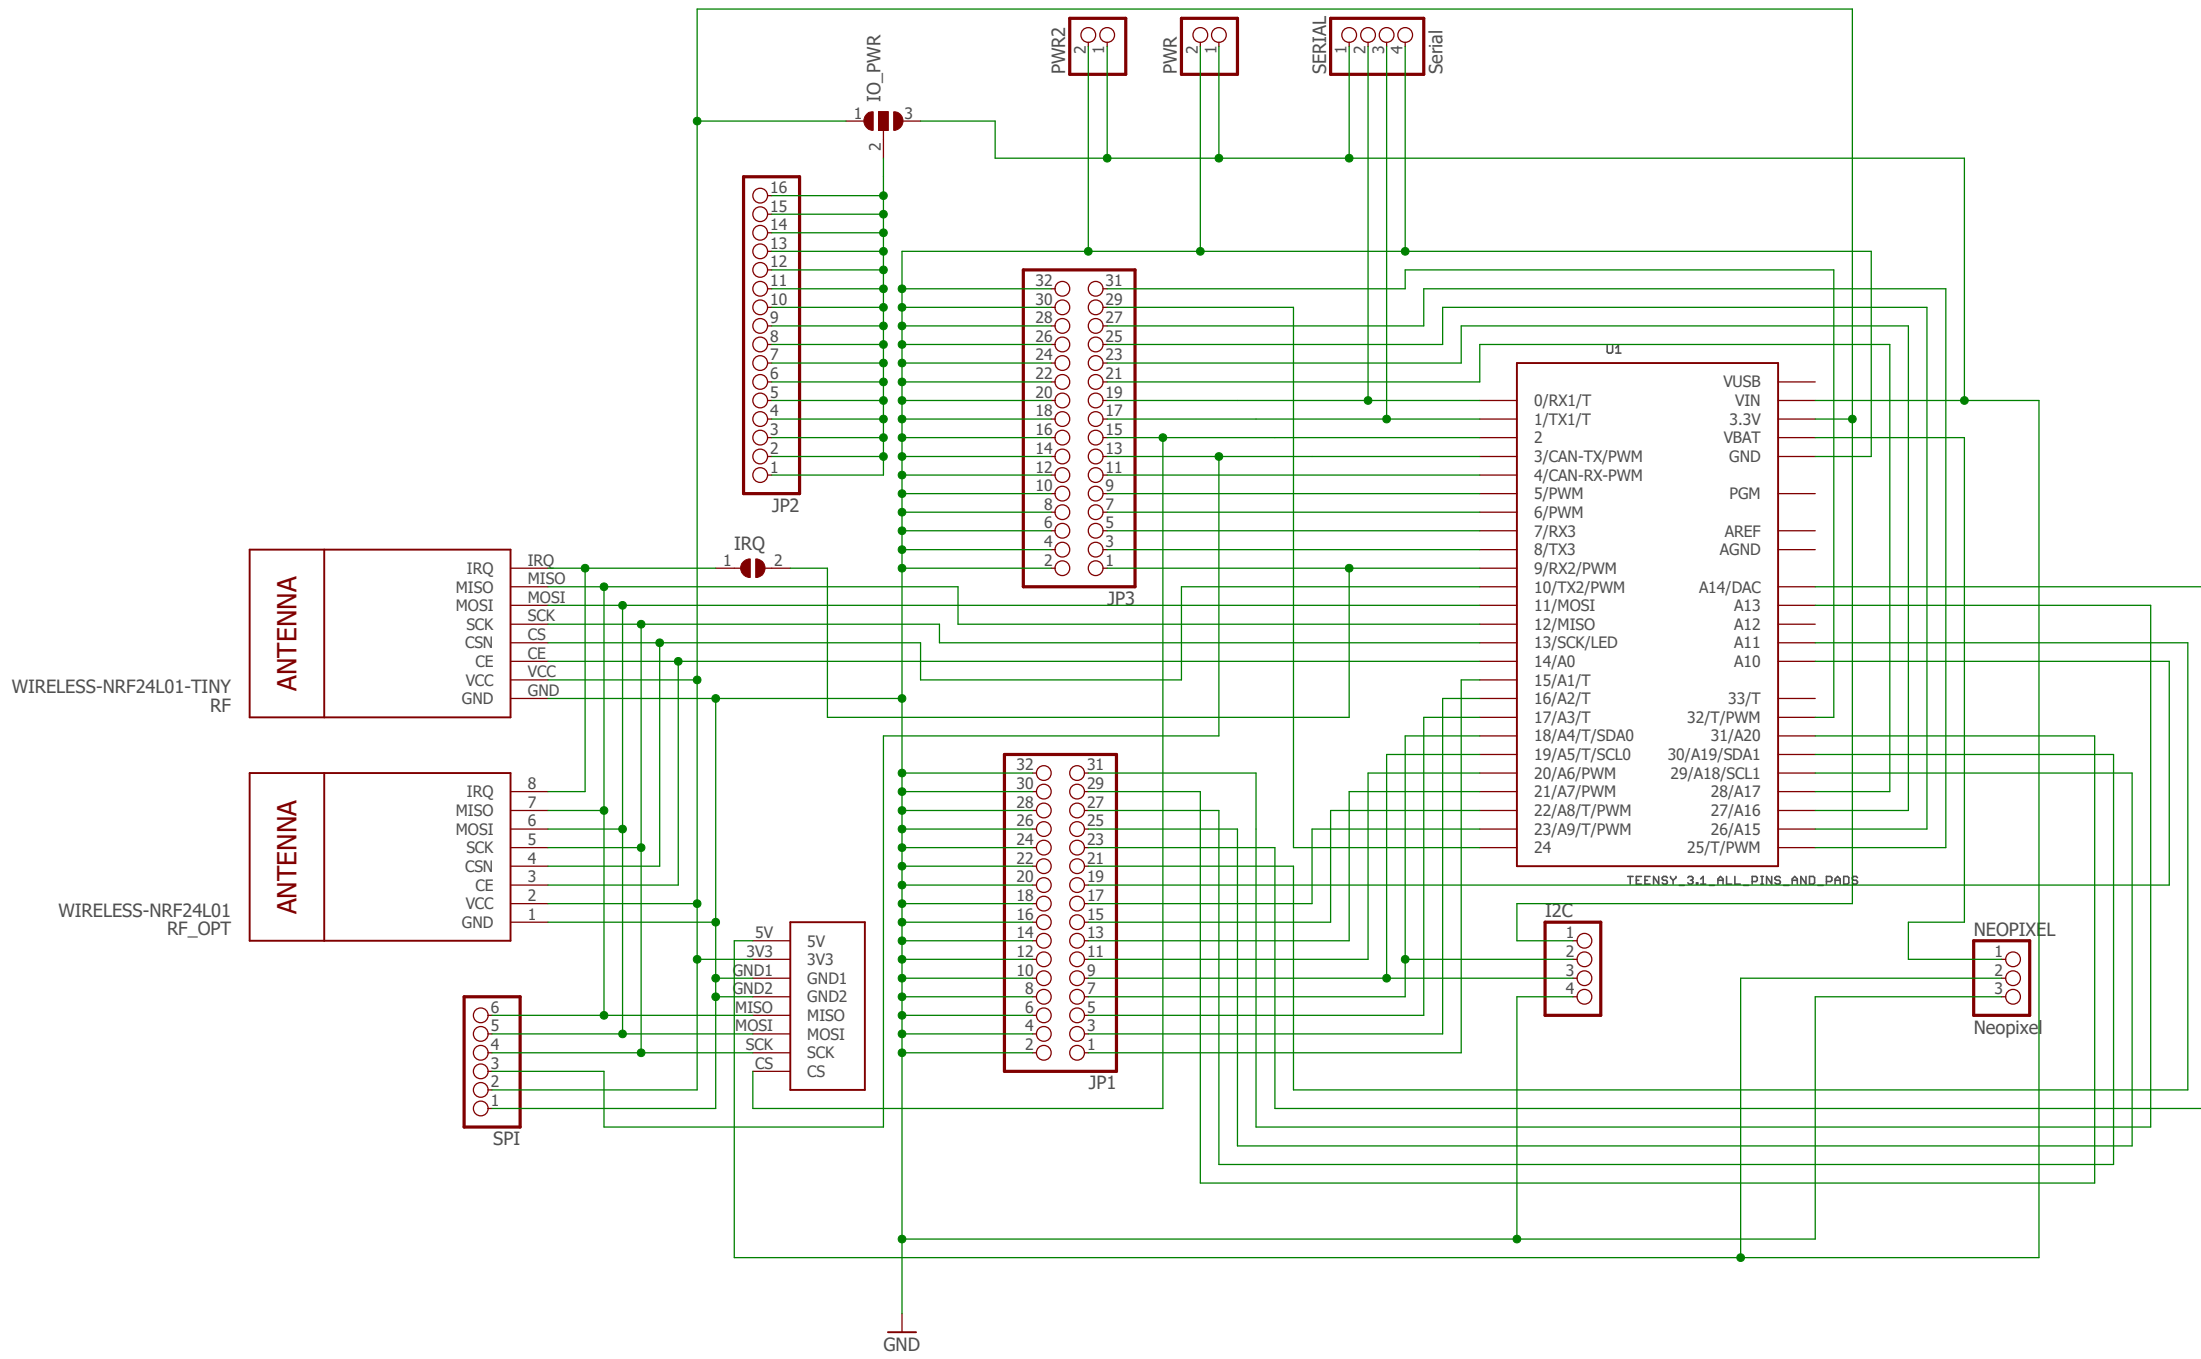 PWR2
2
1
PWR
2
1
SERIAL
1
2
3
4
Serial
IO_PWR
1
3
2
16
15
14
13
12
11
10
9
8
7
6
5
4
3
2
1
JP2
32 31
30 29
28 27
26 25
24 23
22 21
20 19
18 17
16 15
14 13
12 11
10 9
8 7
6 5
4 3
2 1
JP3
U1
VUSB
0/RX1/T VIN
1/TX1/T 3.3V
2 VBAT
3/CAN-TX/PWM GND
4/CAN-RX-PWM
5/PWM PGM
6/PWM
7/RX3 AREF
8/TX3 AGND
9/RX2/PWM
10/TX2/PWM A14/DAC
11/MOSI A13
12/MISO A12
13/SCK/LED A11
14/A0 A10
15/A1/T
16/A2/T 33/T
17/A3/T 32/T/PWM
18/A4/T/SDA0 31/A20
19/A5/T/SCL0 30/A19/SDA1
20/A6/PWM 29/A18/SCL1
21/A7/PWM 28/A17
22/A8/T/PWM 27/A16
23/A9/T/PWM 26/A15
24 25/T/PWM
TEENSY_3.1_ALL_PINS_AND_PADS
IRQ
1 2
ANTENNA
IRQ IRQ
MISO MISO
MOSI MOSI
SCK SCK
CSN CS
CE CE
VCC VCC
GND GND
WIRELESS-NRF24L01-TINY
RF
ANTENNA
IRQ 8
MISO 7
MOSI 6
SCK 5
CSN 4
CE 3
VCC 2
GND 1
WIRELESS-NRF24L01
RF_OPT
32 31
30 29
28 27
26 25
24 23
22 21
20 19
18 17
16 15
14 13
12 11
10 9
8 7
6 5
4 3
2 1
JP1
5V 5V
3V3 3V3
GND1 GND1
GND2 GND2
MISO MISO
MOSI MOSI
SCK SCK
CS CS
6
5
4
3
2
1
SPI
I2C
1
2
3
4
NEOPIXEL
1
2
3
Neopixel
GND